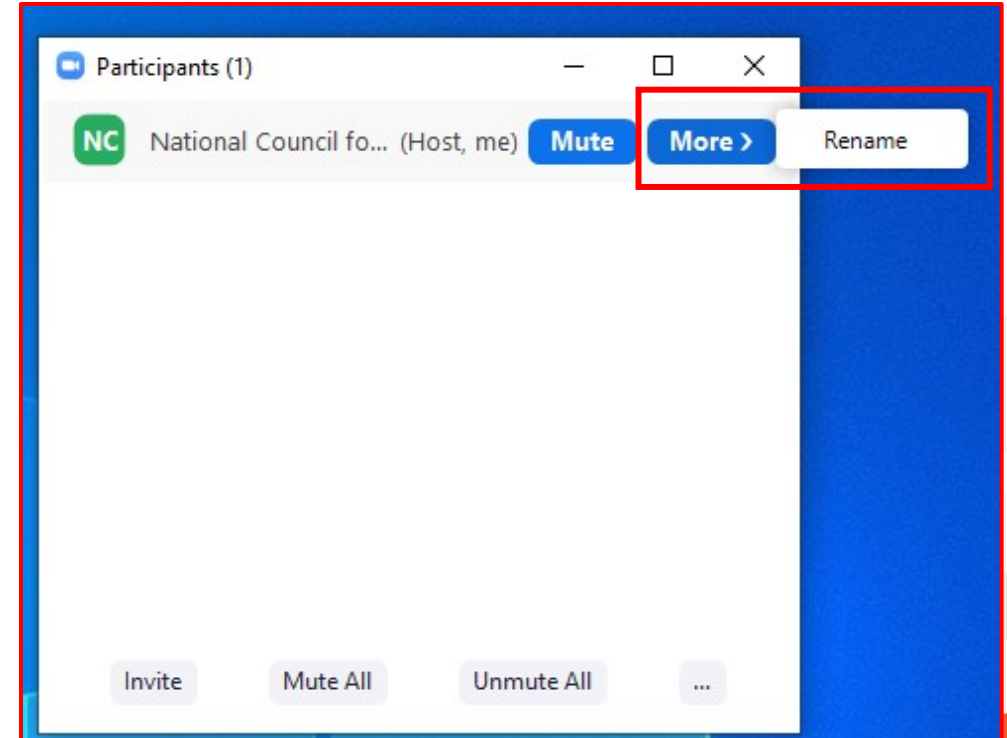 Participants (1)
NC National Council fo... (Host, me) Mute More > Rename
Invite Mute All Unmute All ...